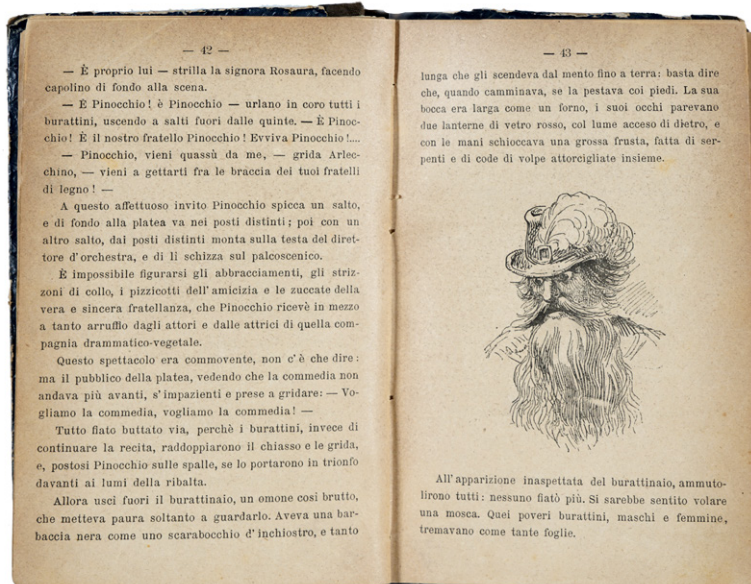 — 42 —
— È proprio lui — strilla la signora Rosaura, facendo
capolino di fondo alla scena.
— È Pinocchio! è Pinocchio — urlano in coro tutti i
burattini, uscendo a salti fuori dalle quinte. — È Pinoc-
chio! È il nostro fratello Pinocchio! Evviva Pinocchio!....
— Pinocchio, vieni quassù da me, — grida Arlec-
chino, — vieni a gettarti fra le braccia dei tuoi fratelli
di legno! —
A questo affettuoso invito Pinocchio spicca un salto,
e di fondo alla platea va nei posti distinti; poi con un
altro salto, dai posti distinti monta sulla testa del diret-
tore d'orchestra, e di lì schizza sul palcoscenico.
È impossibile figurarsi gli abbracciamenti, gli striz-
zoni di collo, i pizzicotti dell'amicizia e le zuccate della
vera e sincera fratellanza, che Pinocchio ricevè in mezzo
a tanto arruffio dagli attori e dalle attrici di quella com-
pagnia drammatico-vegetale.
Questo spettacolo era commovente, non c'è che dire:
ma il pubblico della platea, vedendo che la commedia non
andava più avanti, s'impazientì e prese a gridare: — Vo-
gliamo la commedia, vogliamo la commedia! —
Tutto fiato buttato via, perchè i burattini, invece di
continuare la recita, raddoppiarono il chiasso e le grida,
e, postosi Pinocchio sulle spalle, se lo portarono in trionfo
davanti ai lumi della ribalta.
Allora uscì fuori il burattinaio, un omone così brutto,
che metteva paura soltanto a guardarlo. Aveva una bar-
baccia nera come uno scarabocchio d'inchiostro, e tanto
— 43 —
lunga che gli scendeva dal mento fino a terra: basta dire
che, quando camminava, se la pestava coi piedi. La sua
bocca era larga come un forno, i suoi occhi parevano
due lanterne di vetro rosso, col lume acceso di dietro, e
con le mani schioccava una grossa frusta, fatta di ser-
penti e di code di volpe attorcigliate insieme.
All'apparizione inaspettata del burattinaio, ammuto-
lirono tutti: nessuno fiatò più. Si sarebbe sentito volare
una mosca. Quei poveri burattini, maschi e femmine,
tremavano come tante foglie.